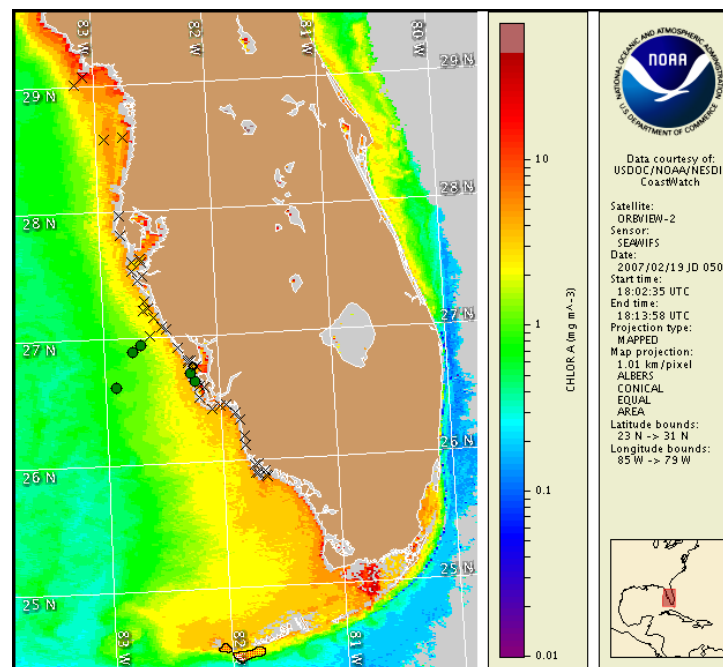 83 W
82 W
81 W
80 W
29 N
29 N
28 N
28 N
27 N
27 N
26 N
26 N
25 N
25 N
83 W
82 W
81 W
10
1
0.1
0.01
CHLOR A (mg m^-3)
NATIONAL OCEANIC AND ATMOSPHERIC ADMINISTRATION
NOAA
U.S. DEPARTMENT OF COMMERCE
Data courtesy of:
USDOC/NOAA/NESDI
CoastWatch
Satellite:
ORBVIEW-2
Sensor:
SEAWIFS
Date:
2007/02/19 JD 050
Start time:
18:02:35 UTC
End time:
18:13:58 UTC
Projection type:
MAPPED
Map projection:
1.01 km/pixel
ALBERS
CONICAL
EQUAL
AREA
Latitude bounds:
23 N -> 31 N
Longitude bounds:
85 W -> 79 W